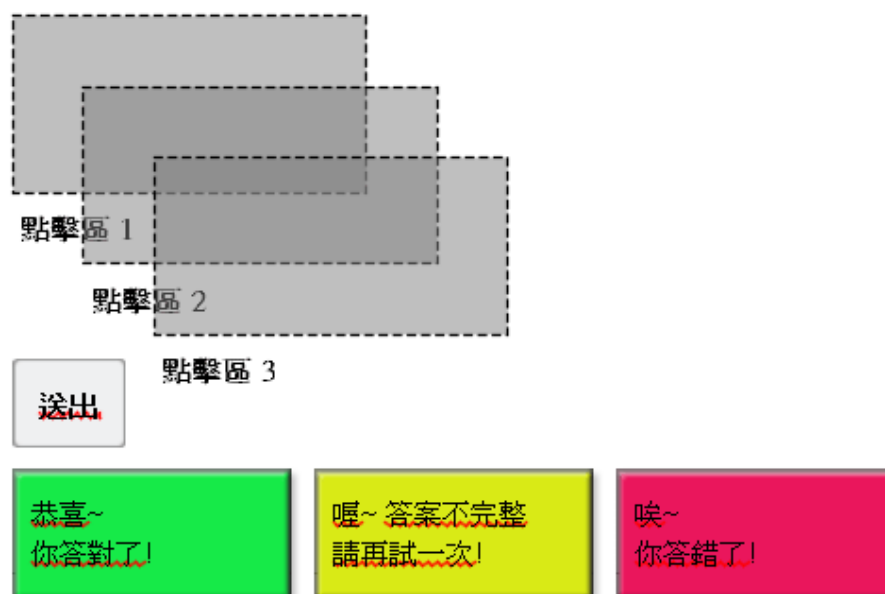 點擊區 1
點擊區 2
點擊區 3
送出
恭喜~
你答對了!
喔~ 答案不完整
請再試一次!
唉~
你答錯了!